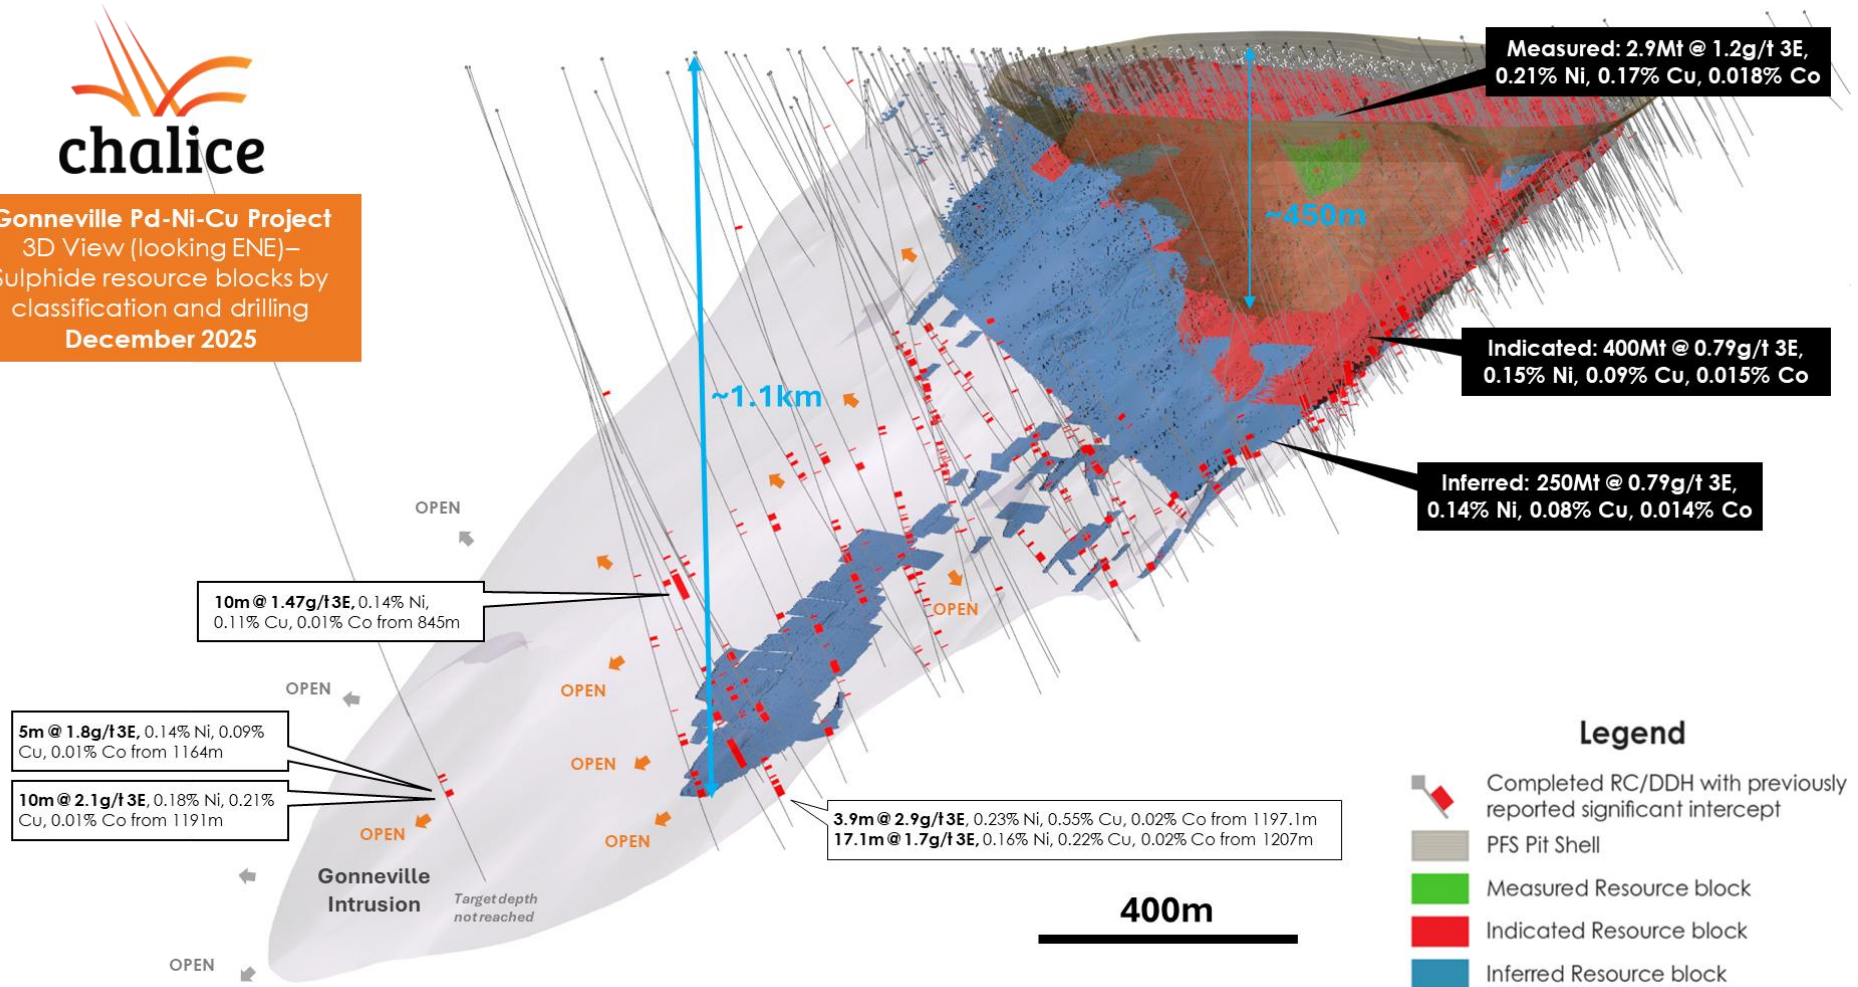 chalice
Gonneville Pd-Ni-Cu Project
3D View (looking ENE)–
Sulphide resource blocks by
classification and drilling
December 2025
Measured: 2.9Mt @ 1.2g/t 3E,
0.21% Ni, 0.17% Cu, 0.018% Co
~450m
~1.1km
Indicated: 400Mt @ 0.79g/t 3E,
0.15% Ni, 0.09% Cu, 0.015% Co
Inferred: 250Mt @ 0.79g/t 3E,
0.14% Ni, 0.08% Cu, 0.014% Co
OPEN
10m @ 1.47g/t 3E, 0.14% Ni,
0.11% Cu, 0.01% Co from 845m
OPEN
OPEN
OPEN
5m @ 1.8g/t 3E, 0.14% Ni, 0.09%
Cu, 0.01% Co from 1164m
OPEN
10m @ 2.1g/t 3E, 0.18% Ni, 0.21%
Cu, 0.01% Co from 1191m
OPEN
OPEN
3.9m @ 2.9g/t 3E, 0.23% Ni, 0.55% Cu, 0.02% Co from 1197.1m
17.1m @ 1.7g/t 3E, 0.16% Ni, 0.22% Cu, 0.02% Co from 1207m
Gonneville
Intrusion
Target depth
not reached
OPEN
400m
Legend
Completed RC/DDH with previously
reported significant intercept
PFS Pit Shell
Measured Resource block
Indicated Resource block
Inferred Resource block